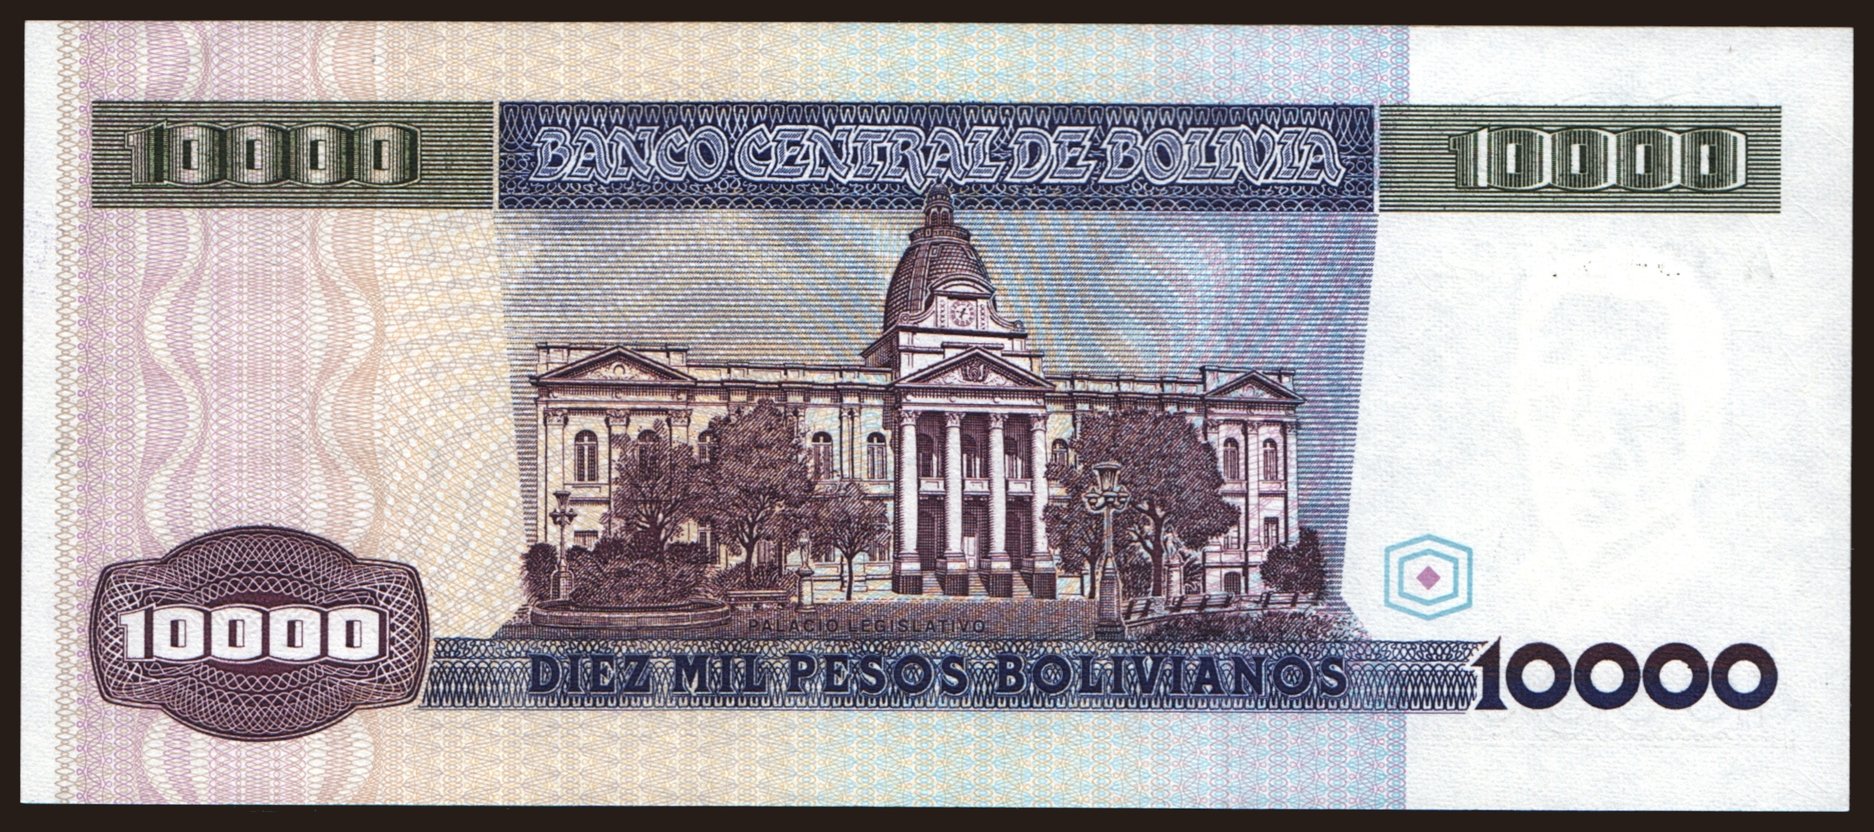 10000 BANCO CENTRAL DE BOLIVIA 10000
PALACIO LEGISLATIVO
10000
DIEZ MIL PESOS BOLIVIANOS 10000